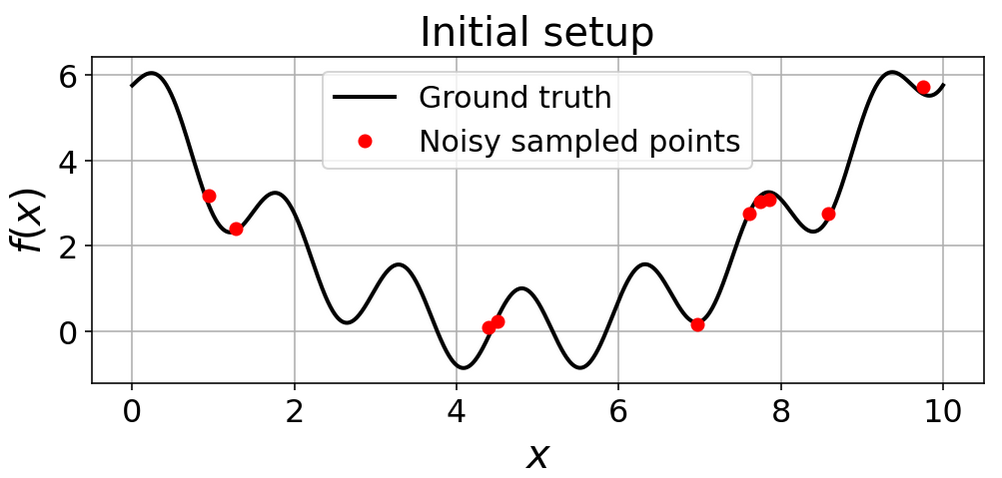 Initial setup
Ground truth
Noisy sampled points
f(x)
6
4
2
0
0 2 4 6 8 10
x